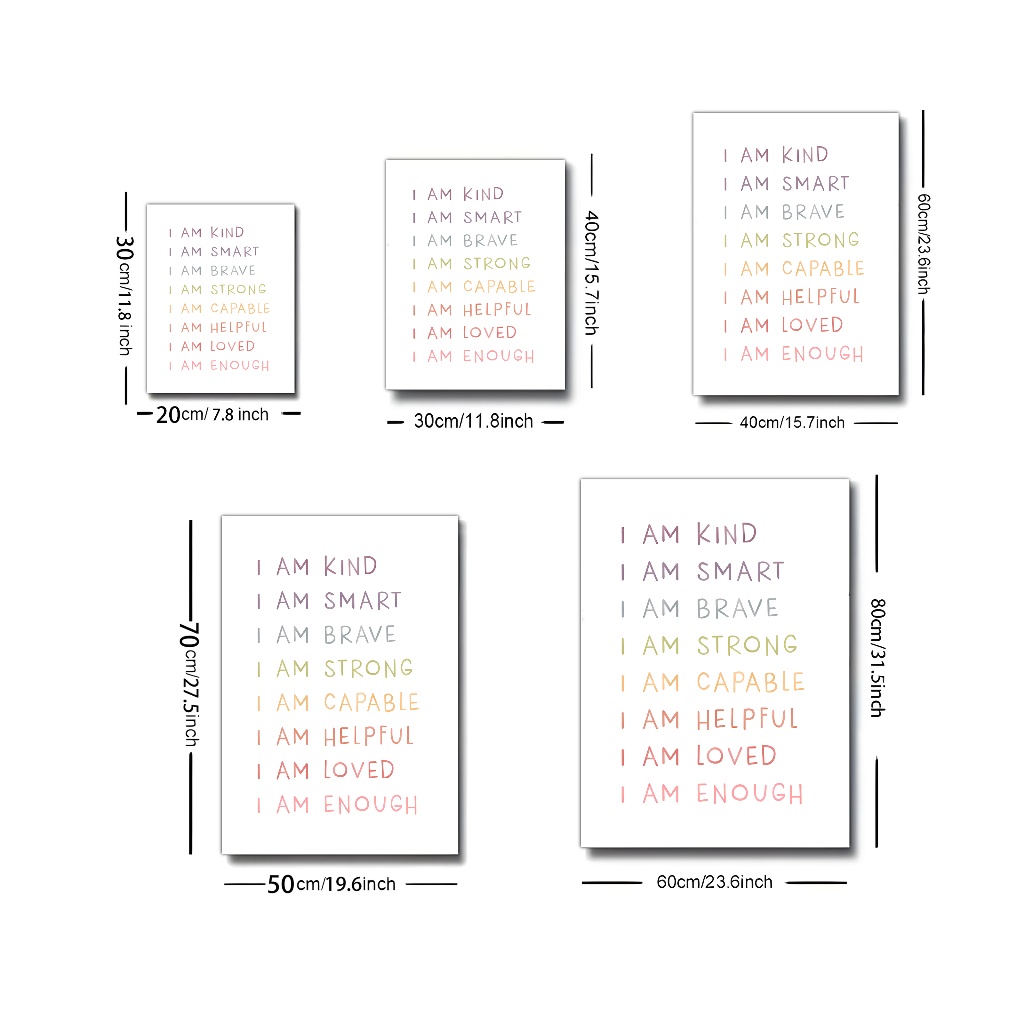 I AM KIND
I AM SMART
I AM BRAVE
I AM STRONG
I AM CAPABLE
I AM HELPFUL
I AM LOVED
I AM ENOUGH
30cm/11.8 inch
20cm/ 7.8 inch
I AM KIND
I AM SMART
I AM BRAVE
I AM STRONG
I AM CAPABLE
I AM HELPFUL
I AM LOVED
I AM ENOUGH
40cm/15.7inch
30cm/11.8inch
I AM KIND
I AM SMART
I AM BRAVE
I AM STRONG
I AM CAPABLE
I AM HELPFUL
I AM LOVED
I AM ENOUGH
60cm/23.6inch
40cm/15.7inch
I AM KIND
I AM SMART
I AM BRAVE
I AM STRONG
I AM CAPABLE
I AM HELPFUL
I AM LOVED
I AM ENOUGH
70cm/27.5inch
50cm/19.6inch
I AM KIND
I AM SMART
I AM BRAVE
I AM STRONG
I AM CAPABLE
I AM HELPFUL
I AM LOVED
I AM ENOUGH
80cm/31.5inch
60cm/23.6inch